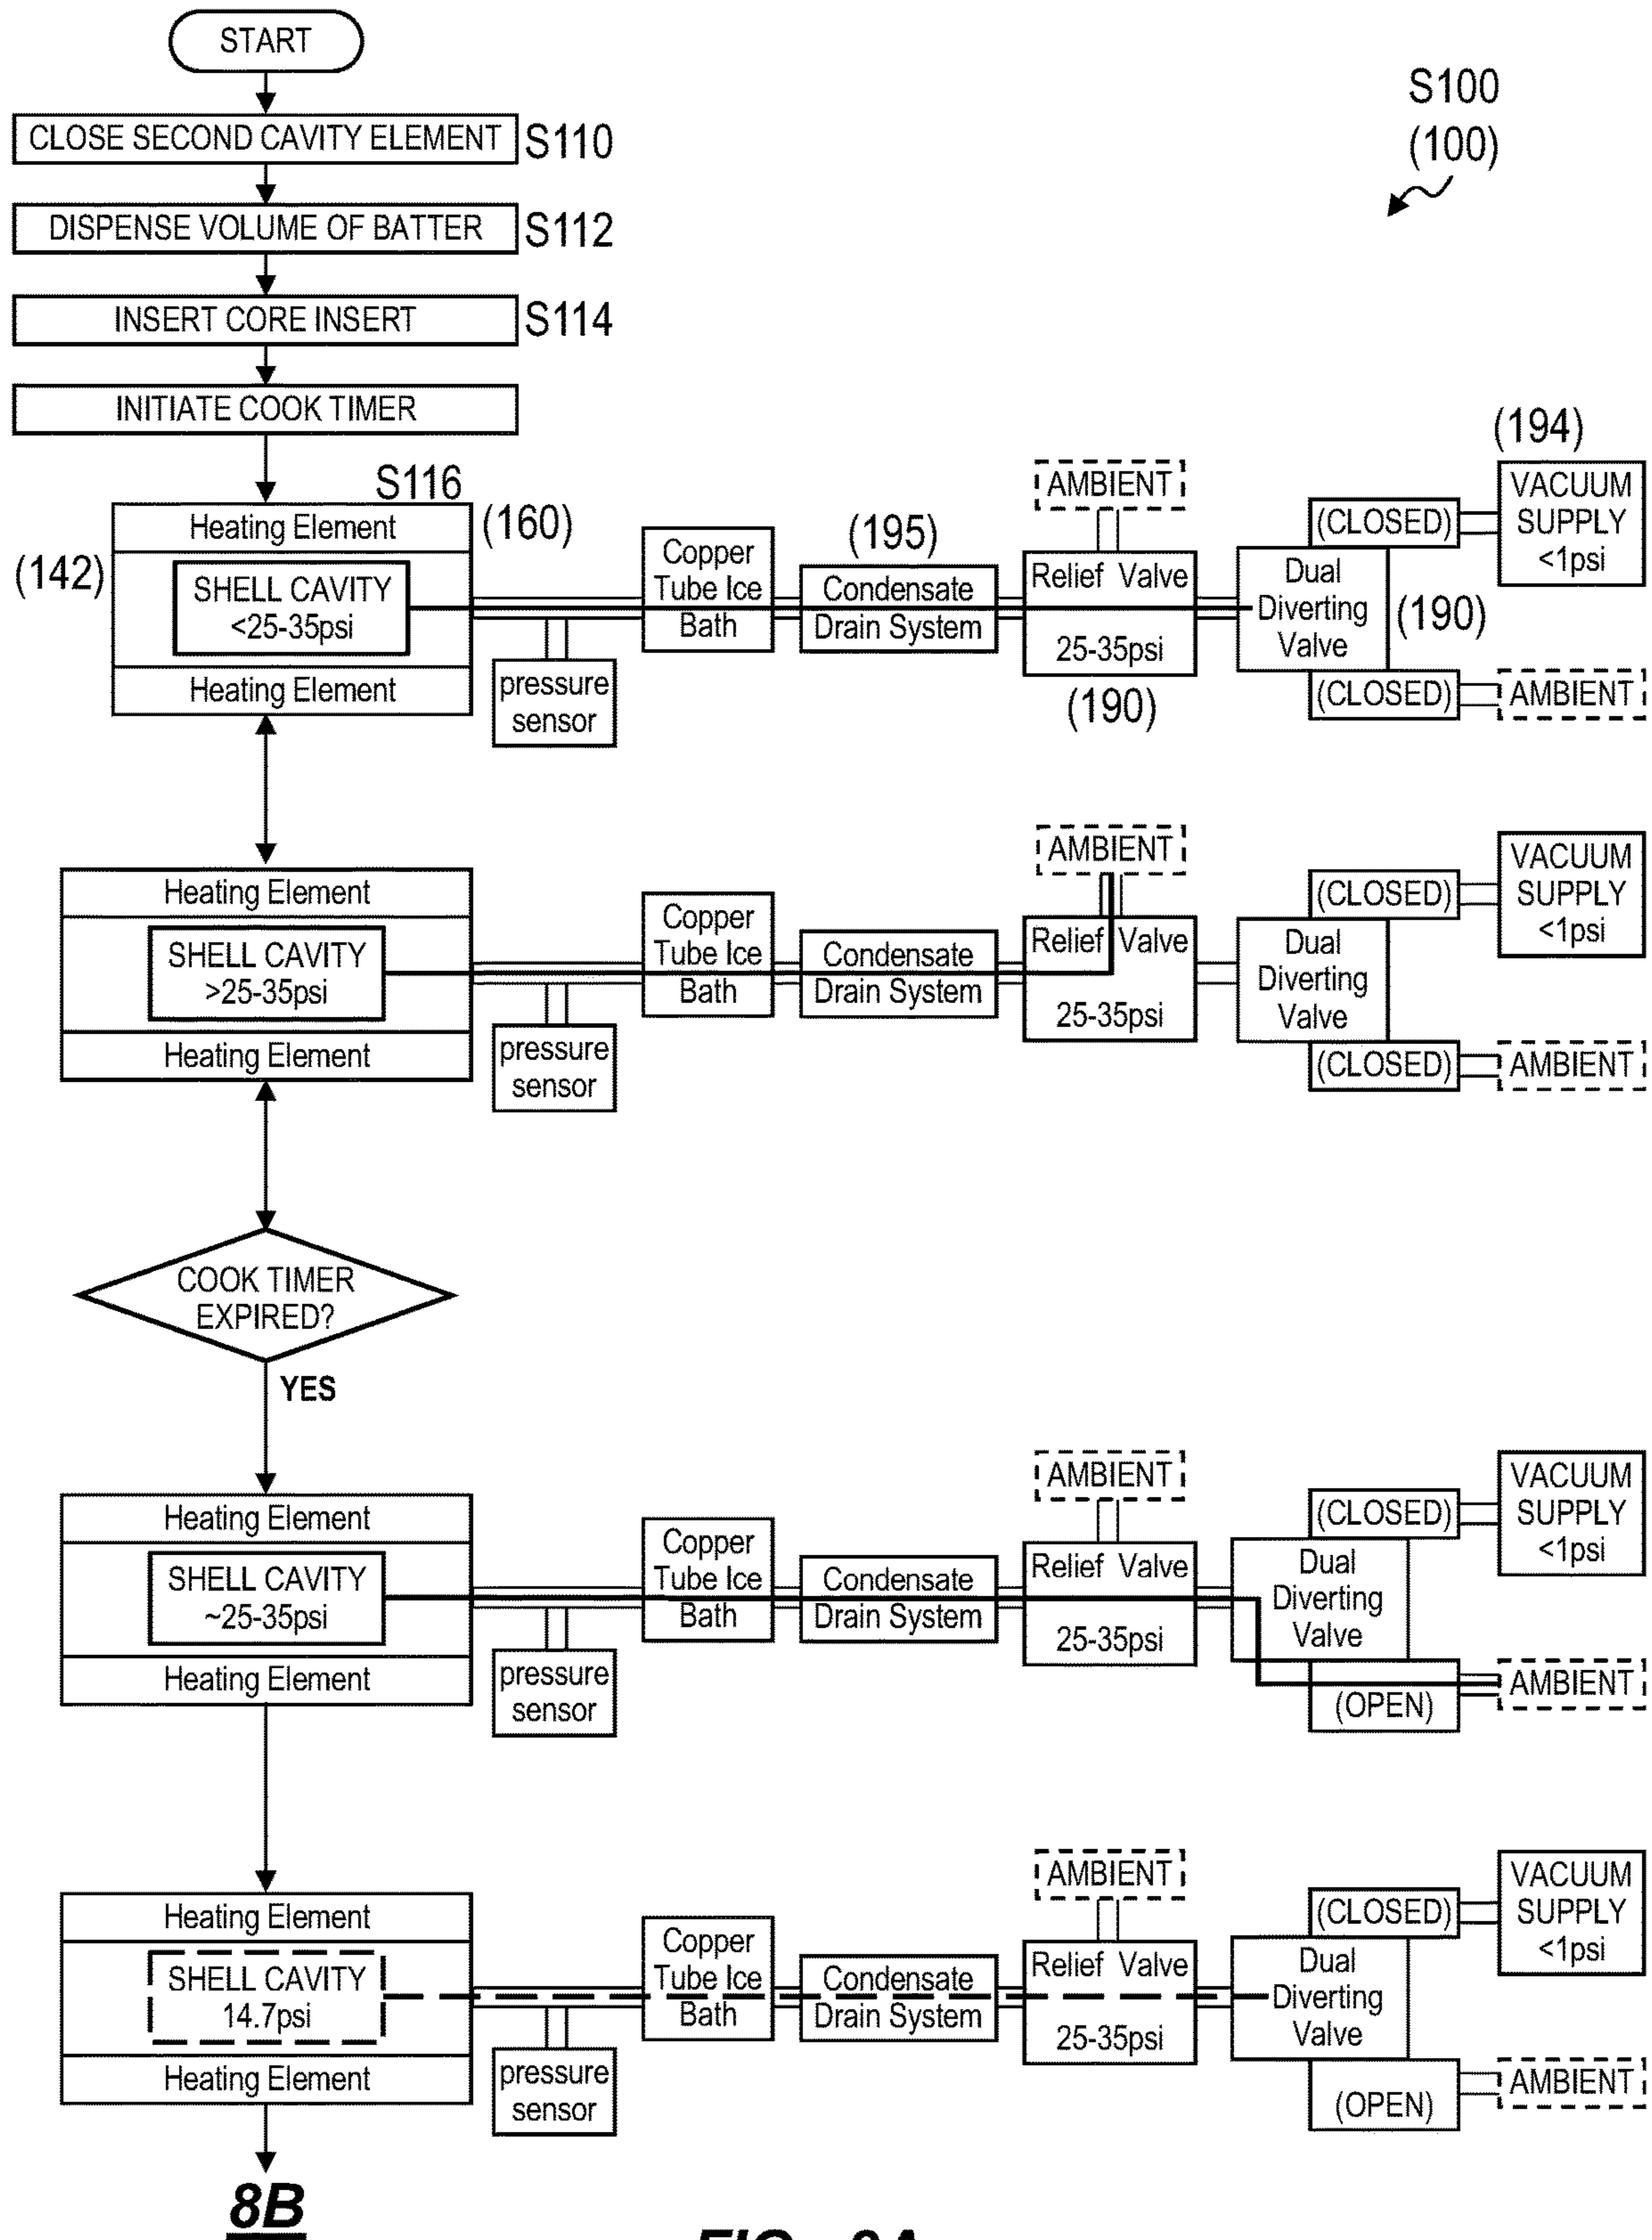 START
S100
(100)
CLOSE SECOND CAVITY ELEMENT
S110
DISPENSE VOLUME OF BATTER
S112
INSERT CORE INSERT
S114
INITIATE COOK TIMER
S116
(142)
(160)
Heating Element
SHELL CAVITY
<25-35psi
Heating Element
pressure
sensor
Copper
Tube Ice
Bath
(195)
Condensate
Drain System
AMBIENT
Relief Valve
25-35psi
(190)
(CLOSED)
Dual
Diverting
Valve
(CLOSED)
(190)
(194)
VACUUM
SUPPLY
<1psi
AMBIENT
Heating Element
SHELL CAVITY
>25-35psi
Heating Element
pressure
sensor
Copper
Tube Ice
Bath
Condensate
Drain System
AMBIENT
Relief Valve
25-35psi
(CLOSED)
Dual
Diverting
Valve
(CLOSED)
VACUUM
SUPPLY
<1psi
AMBIENT
COOK TIMER
EXPIRED?
YES
Heating Element
SHELL CAVITY
~25-35psi
Heating Element
pressure
sensor
Copper
Tube Ice
Bath
Condensate
Drain System
AMBIENT
Relief Valve
25-35psi
(CLOSED)
Dual
Diverting
Valve
(OPEN)
VACUUM
SUPPLY
<1psi
AMBIENT
Heating Element
SHELL CAVITY
14.7psi
Heating Element
pressure
sensor
Copper
Tube Ice
Bath
Condensate
Drain System
AMBIENT
Relief Valve
25-35psi
(CLOSED)
Dual
Diverting
Valve
(OPEN)
VACUUM
SUPPLY
<1psi
AMBIENT
8B